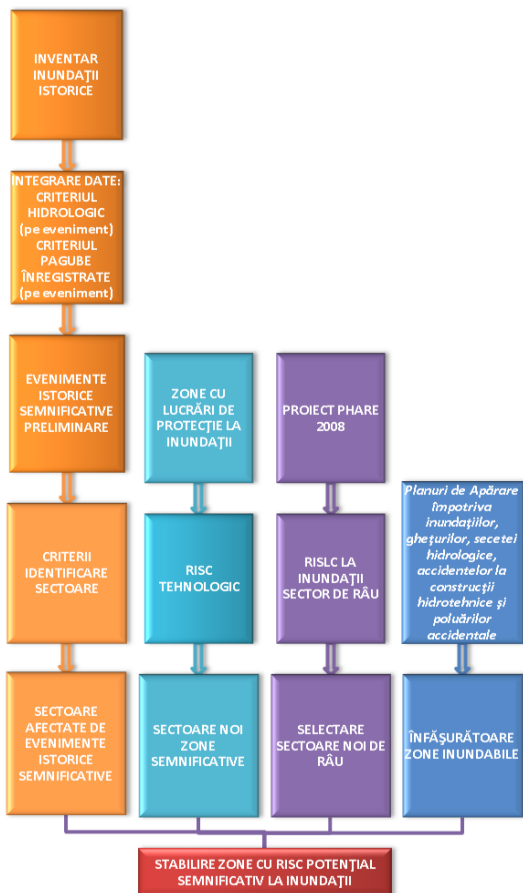 INVENTAR
INUNDAŢII
ISTORICE
INTEGRARE DATE:
CRITERIUL
HIDROLOGIC
(pe eveniment)
CRITERIUL
PAGUBE
ÎNREGISTRATE
(pe eveniment)
EVENIMENTE
ISTORICE
SEMNIFICATIVE
PRELIMINARE
CRITERII
IDENTIFICARE
SECTOARE
SECTOARE
AFECTATE DE
EVENIMENTE
ISTORICE
SEMNIFICATIVE
ZONE CU
LUCRĂRI DE
PROTECŢIE LA
INUNDAŢII
RISC
TEHNOLOGIC
SECTOARE NOI
ZONE
SEMNIFICATIVE
PROIECT PHARE
2008
RISLC LA
INUNDAŢII
SECTOR DE RÂU
SELECTARE
SECTOARE NOI DE
RÂU
Planuri de Apărare
împotriva
inundaţiilor,
gheţurilor, secetei
hidrologice,
accidentelor la
construcţii
hidrotehnice şi
poluărilor
accidentale
ÎNFĂŞURĂTOARE
ZONE INUNDABILE
STABILIRE ZONE CU RISC POTENŢIAL
SEMNIFICATIV LA INUNDAŢII